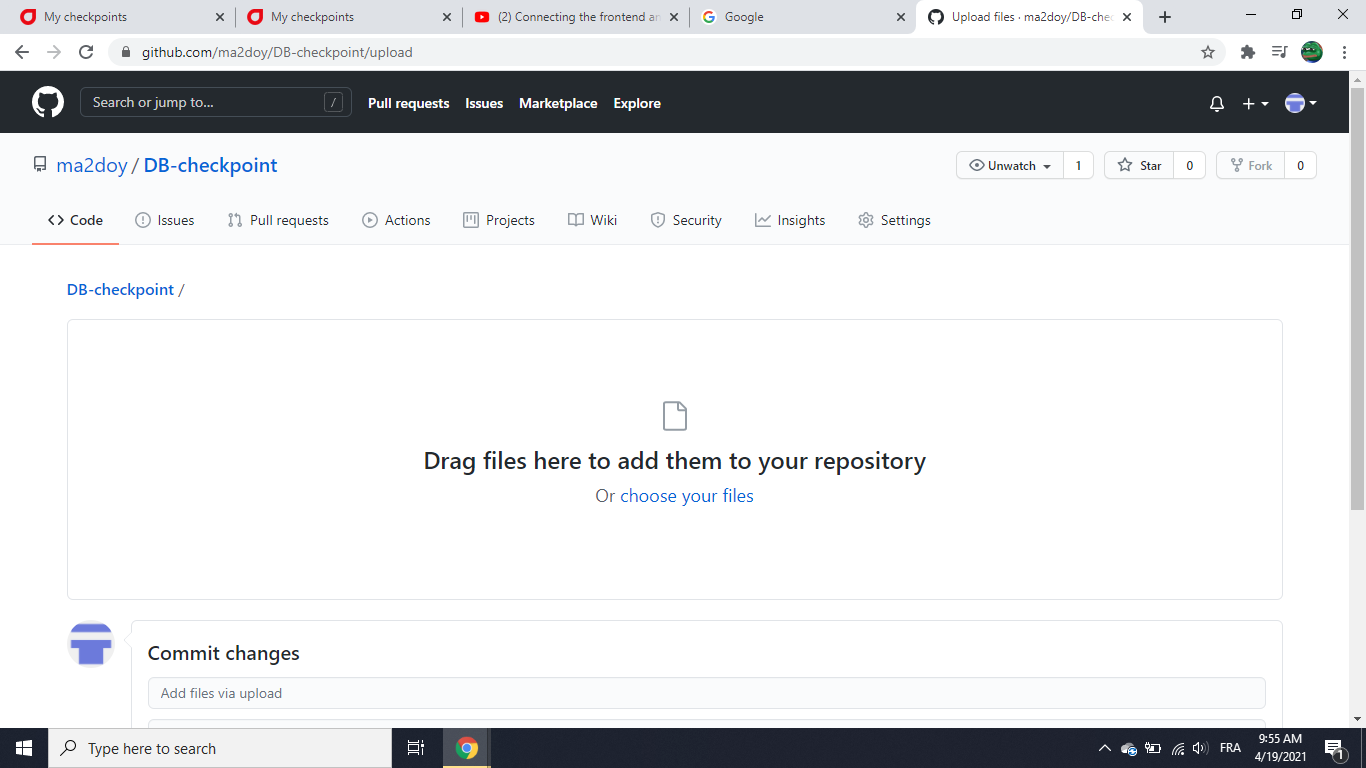 My checkpoints
My checkpoints
(2) Connecting the frontend an
Google
Upload files · ma2doy/DB-chec
github.com/ma2doy/DB-checkpoint/upload
Search or jump to...
/
Pull requests
Issues
Marketplace
Explore
ma2doy / DB-checkpoint
Unwatch
1
Star
0
Fork
0
Code
Issues
Pull requests
Actions
Projects
Wiki
Security
Insights
Settings
DB-checkpoint /
Drag files here to add them to your repository
Or choose your files
Commit changes
Add files via upload
Type here to search
FRA
9:55 AM
4/19/2021
1